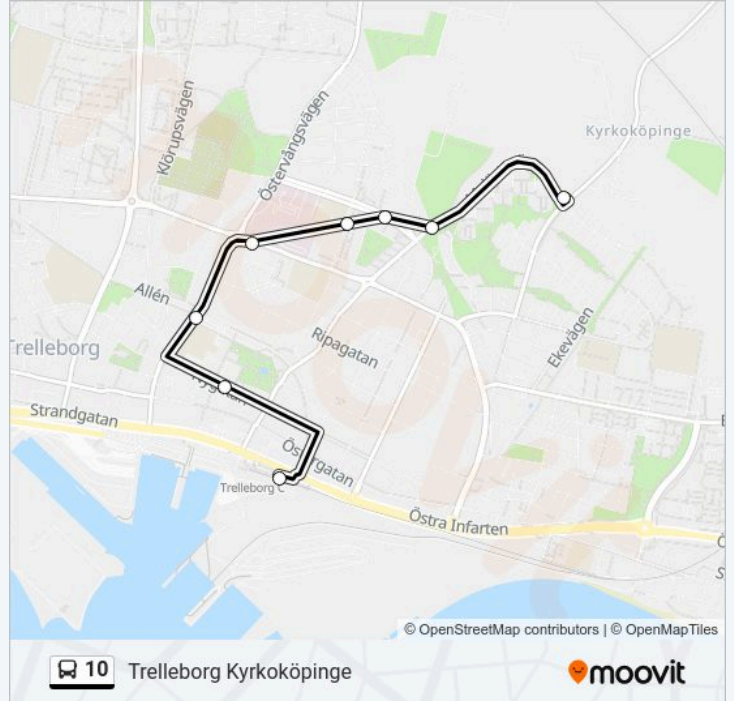 Klörupsvägen
Östervångsvägen
Kyrkoköpinge
Allén
Ripagatan
Ekevägen
Trelleborg
Nygatan
Strandgatan
Östergatan
Trelleborg C
Östra Infarten
© OpenStreetMap contributors | © OpenMapTiles
10 Trelleborg Kyrkoköpinge
moovit